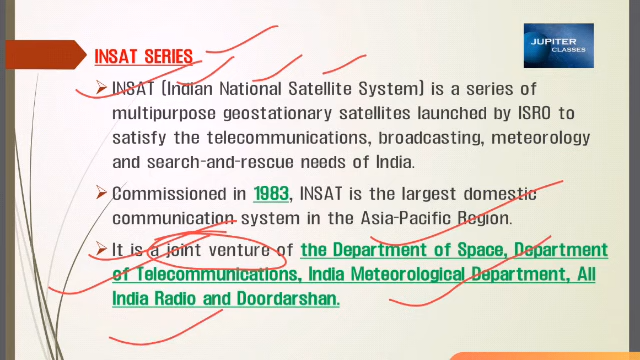 JUPITER
CLASSES
INSAT SERIES
INSAT (Indian National Satellite System) is a series of
multipurpose geostationary satellites launched by ISRO to
satisfy the telecommunications, broadcasting, meteorology
and search-and-rescue needs of India.
Commissioned in 1983, INSAT is the largest domestic
communication system in the Asia-Pacific Region.
It is a joint venture of the Department of Space, Department
of Telecommunications, India Meteorological Department, All
India Radio and Doordarshan.